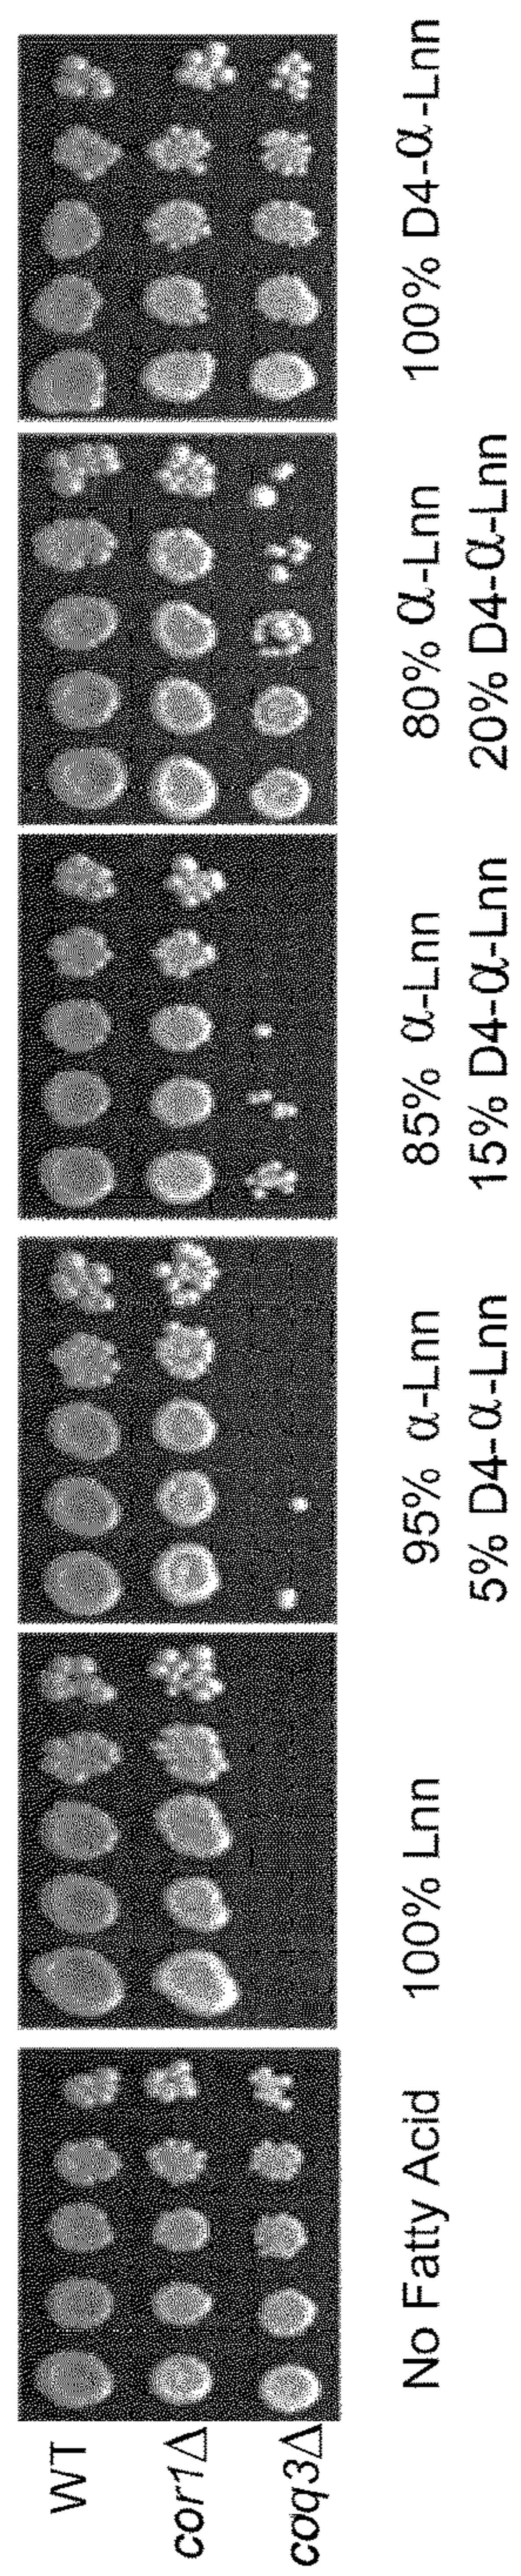 WT
cor1Δ
coq3Δ
No Fatty Acid
100% Lnn
95% α-Lnn
5% D4-α-Lnn
85% α-Lnn
15% D4-α-Lnn
80% α-Lnn
20% D4-α-Lnn
100% D4-α-Lnn